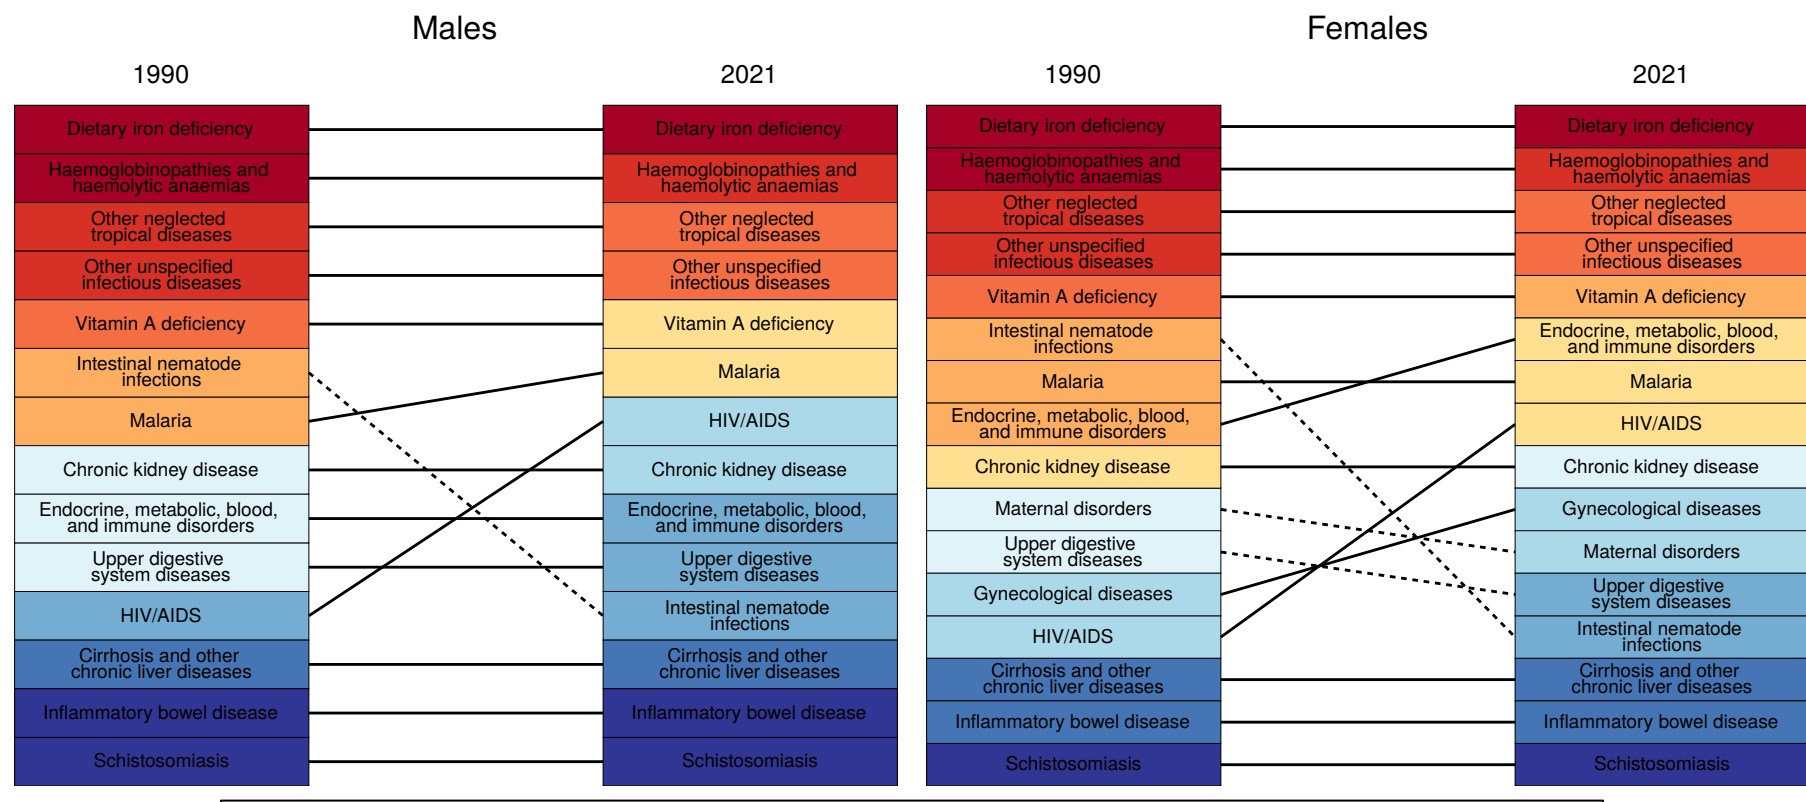 Males
Females
1990
2021
1990
2021
Dietary iron deficiency
Haemoglobinopathies and
haemolytic anaemias
Other neglected
tropical diseases
Other unspecified
infectious diseases
Vitamin A deficiency
Intestinal nematode
infections
Malaria
Chronic kidney disease
Endocrine, metabolic, blood,
and immune disorders
Upper digestive
system diseases
HIV/AIDS
Cirrhosis and other
chronic liver diseases
Inflammatory bowel disease
Schistosomiasis
Dietary iron deficiency
Haemoglobinopathies and
haemolytic anaemias
Other neglected
tropical diseases
Other unspecified
infectious diseases
Vitamin A deficiency
Malaria
HIV/AIDS
Chronic kidney disease
Endocrine, metabolic, blood,
and immune disorders
Upper digestive
system diseases
Intestinal nematode
infections
Cirrhosis and other
chronic liver diseases
Inflammatory bowel disease
Schistosomiasis
Dietary iron deficiency
Haemoglobinopathies and
haemolytic anaemias
Other neglected
tropical diseases
Other unspecified
infectious diseases
Vitamin A deficiency
Intestinal nematode
infections
Malaria
Endocrine, metabolic, blood,
and immune disorders
Chronic kidney disease
Maternal disorders
Upper digestive
system diseases
Gynecological diseases
HIV/AIDS
Cirrhosis and other
chronic liver diseases
Inflammatory bowel disease
Schistosomiasis
Dietary iron deficiency
Haemoglobinopathies and
haemolytic anaemias
Other neglected
tropical diseases
Other unspecified
infectious diseases
Vitamin A deficiency
Endocrine, metabolic, blood,
and immune disorders
Malaria
HIV/AIDS
Chronic kidney disease
Gynecological diseases
Maternal disorders
Upper digestive
system diseases
Intestinal nematode
infections
Cirrhosis and other
chronic liver diseases
Inflammatory bowel disease
Schistosomiasis